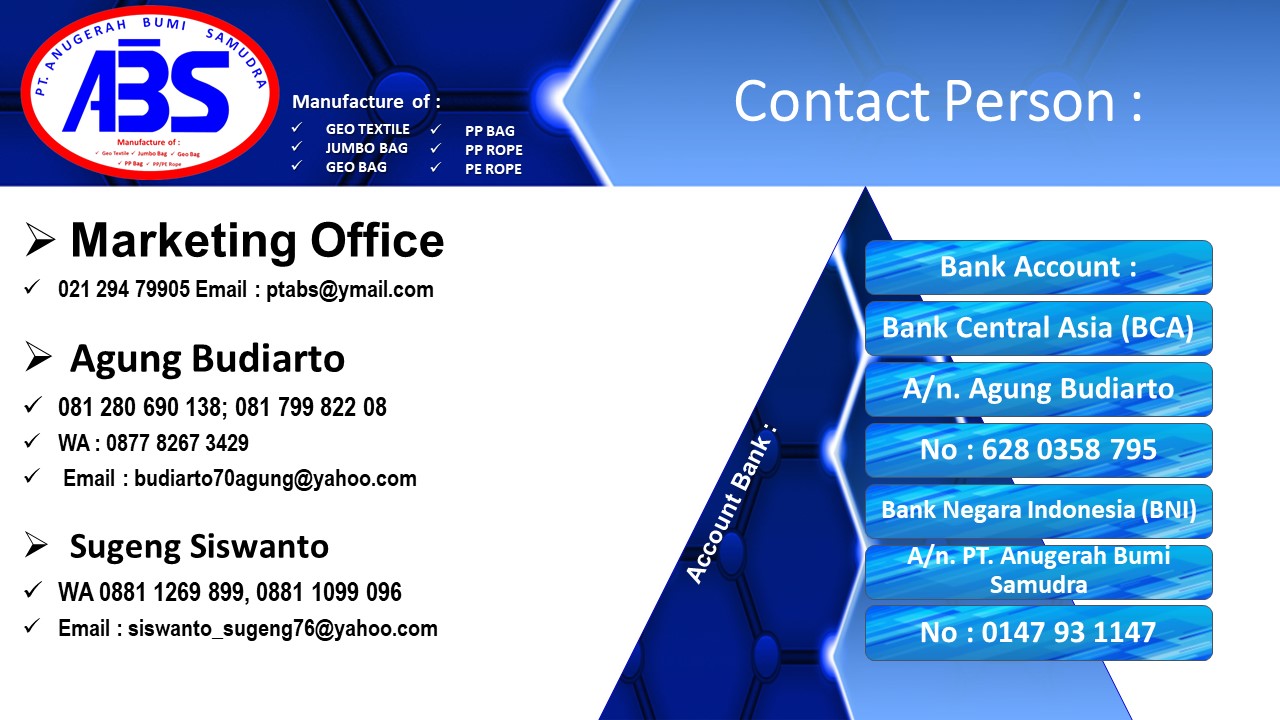 PT. ANUGERAH BUMI SAMUDRA
ABS
Manufacture of :
✓ Geo Textile ✓ Jumbo Bag ✓ Geo Bag
✓ PP Bag ✓ PP/PE Rope
Manufacture of :
✓ GEO TEXTILE ✓ PP BAG
✓ JUMBO BAG ✓ PP ROPE
✓ GEO BAG ✓ PE ROPE
Contact Person :
➢ Marketing Office
✓ 021 294 79905 Email : ptabs@ymail.com
➢ Agung Budiarto
✓ 081 280 690 138; 081 799 822 08
✓ WA : 0877 8267 3429
✓ Email : budiarto70agung@yahoo.com
➢ Sugeng Siswanto
✓ WA 0881 1269 899, 0881 1099 096
✓ Email : siswanto_sugeng76@yahoo.com
Account Bank :
Bank Account :
Bank Central Asia (BCA)
A/n. Agung Budiarto
No : 628 0358 795
Bank Negara Indonesia (BNI)
A/n. PT. Anugerah Bumi
Samudra
No : 0147 93 1147